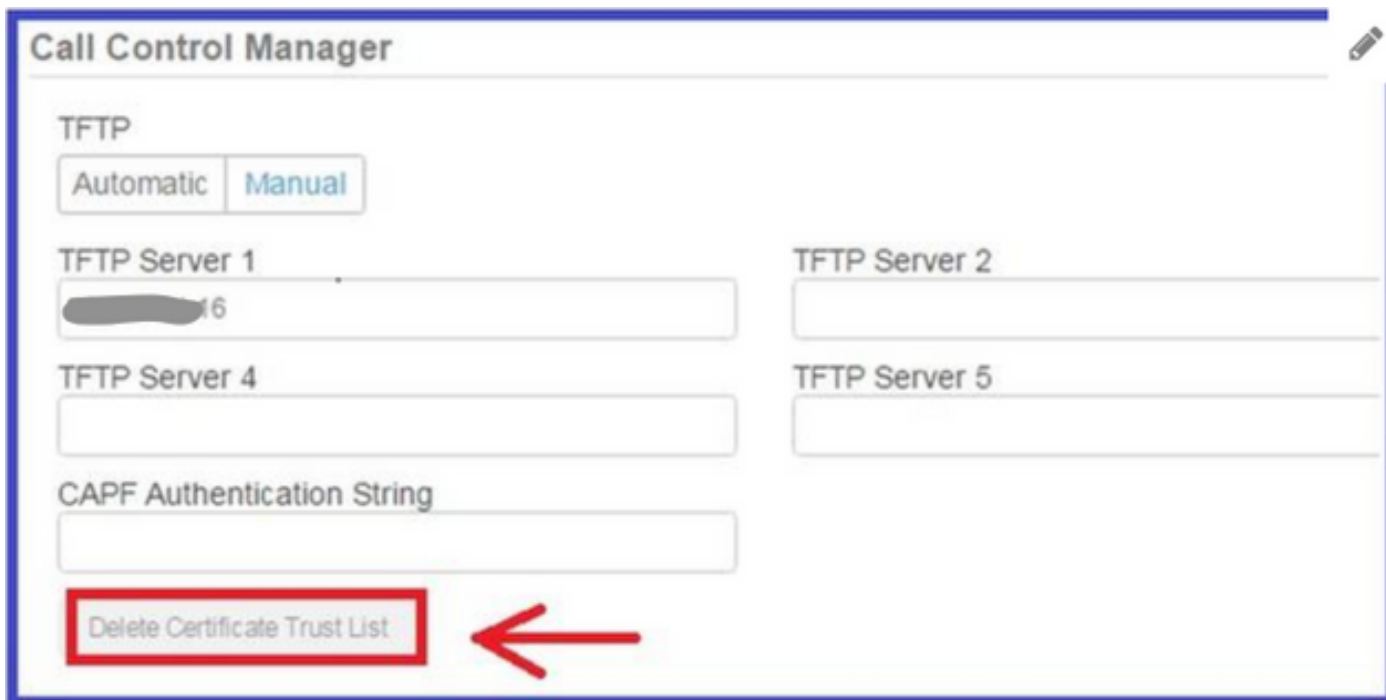 Call Control Manager
TFTP
Automatic Manual
TFTP Server 1 TFTP Server 2
16
TFTP Server 4 TFTP Server 5
CAPF Authentication String
Delete Certificate Trust List